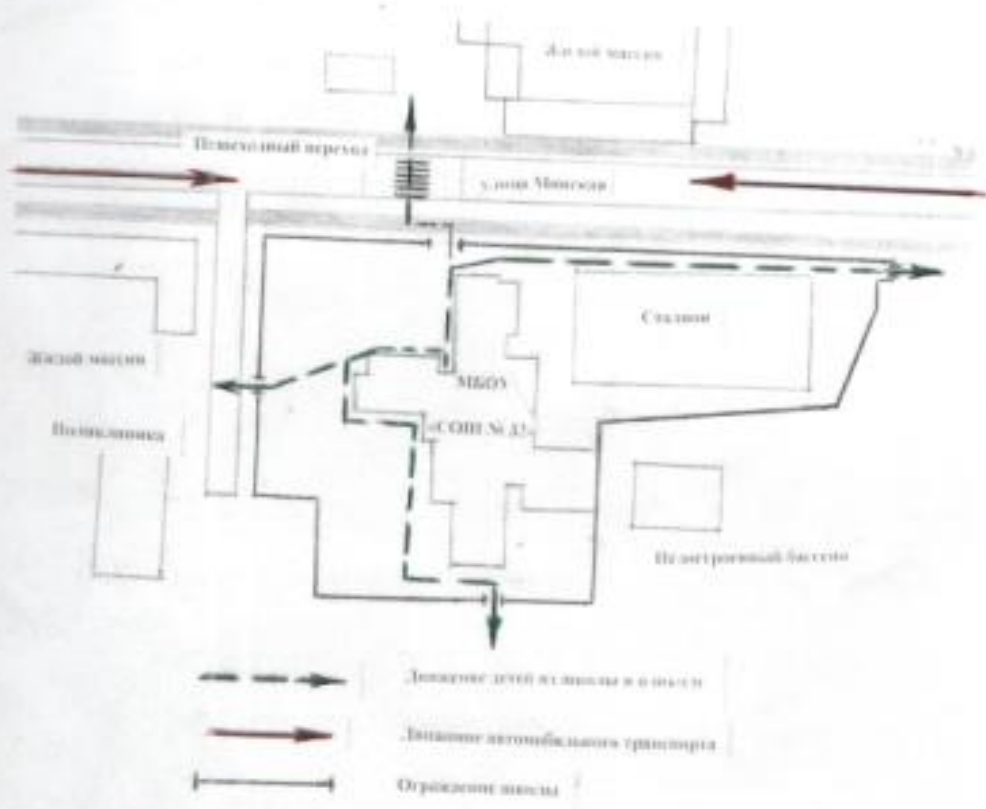 Жилой массив
Пешеходный переход
улица Минская
Стадион
Жилой массив
МБОУ
Поликлиника
«СОШ №
Недостроенный бассейн
Движение детей из школы и в школу
Движение автомобильного транспорта
Ограждение школы